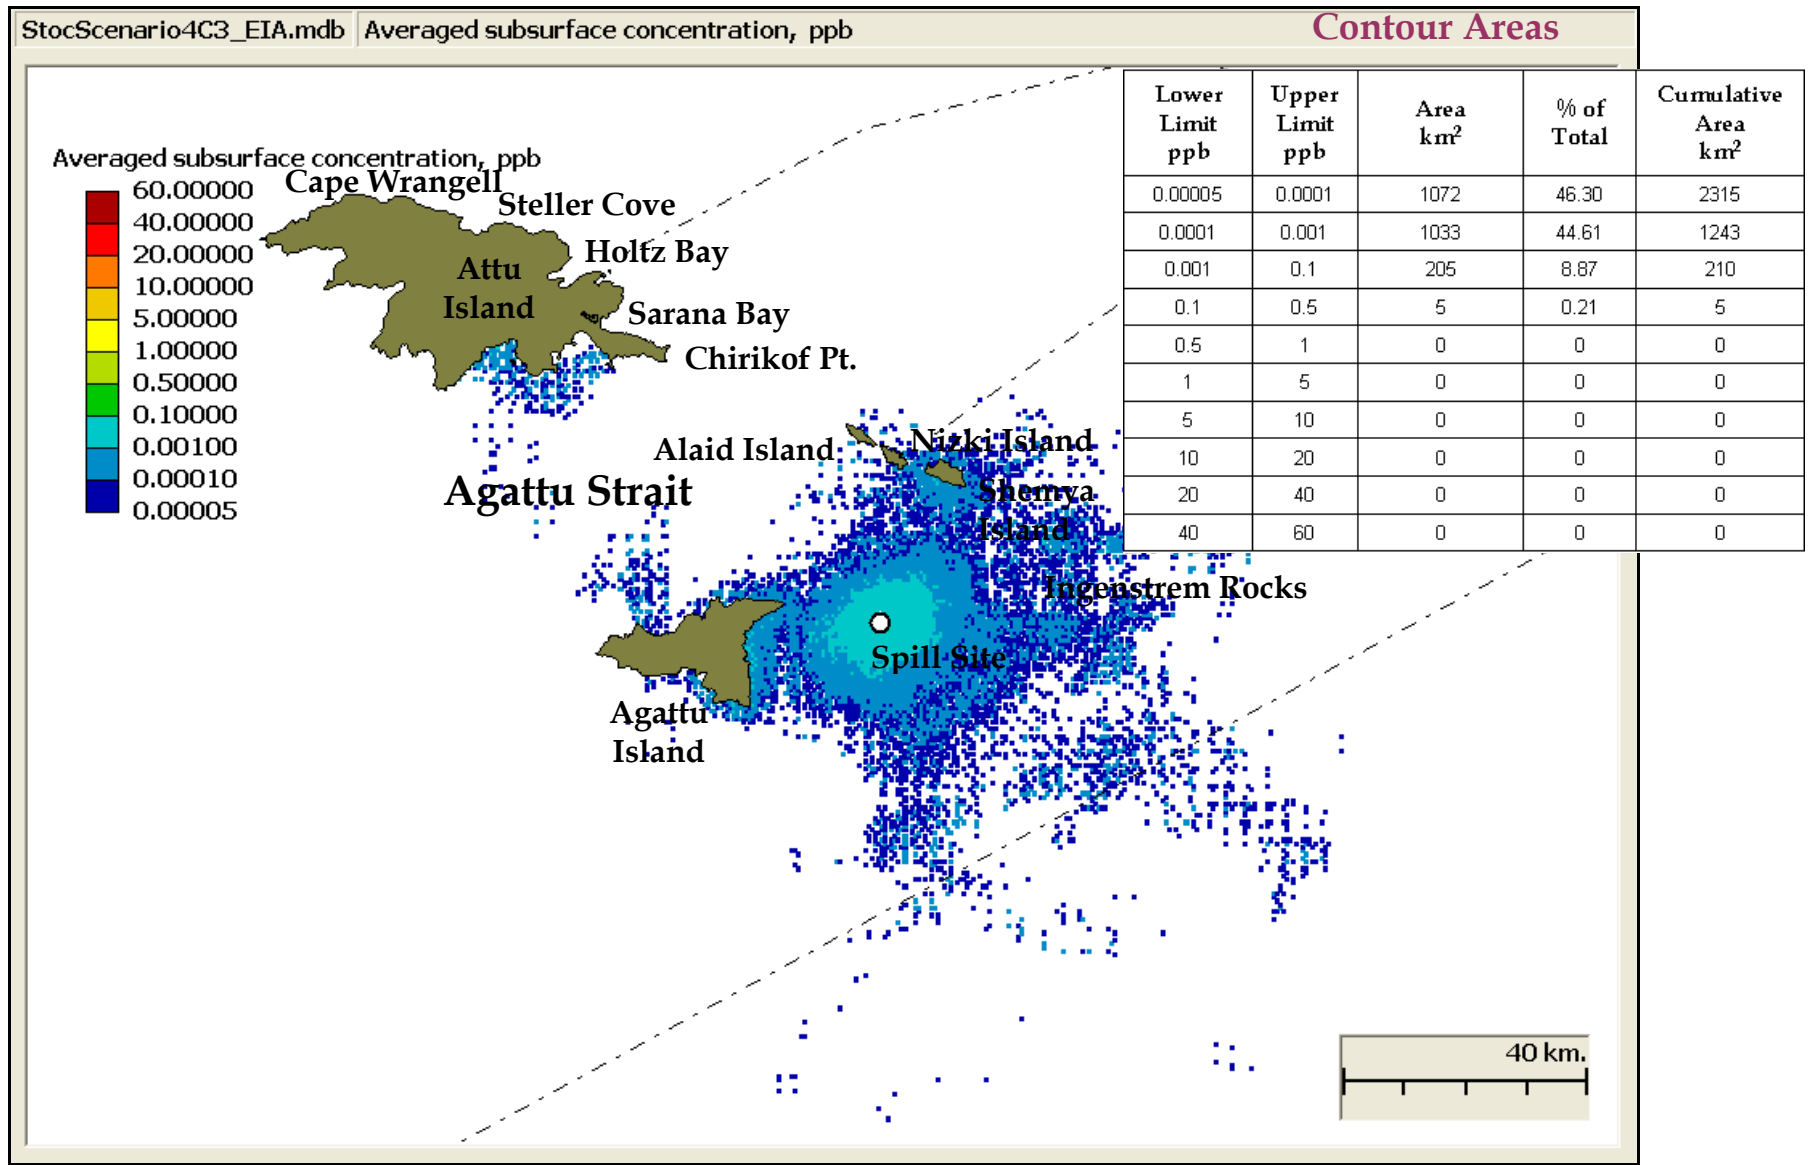 StocScenario4C3_EIA.mdb Averaged subsurface concentration, ppb
Contour Areas
Lower Limit ppb Upper Limit ppb Area km² % of Total Cumulative Area km²
0.00005 0.0001 1072 46.30 2315
0.0001 0.001 1033 44.61 1243
0.001 0.1 205 8.87 210
0.1 0.5 5 0.21 5
0.5 1 0 0 0
1 5 0 0 0
5 10 0 0 0
10 20 0 0 0
20 40 0 0 0
40 60 0 0 0
Averaged subsurface concentration, ppb
60.00000
40.00000
20.00000
10.00000
5.00000
1.00000
0.50000
0.10000
0.00100
0.00010
0.00005
Cape Wrangell
Steller Cove
Holtz Bay
Attu
Island
Sarana Bay
Chirikof Pt.
Alaid Island
Nizki Island
Agattu Strait
Shemya
Island
Ingenstrem Rocks
Spill Site
Agattu
Island
40 km.